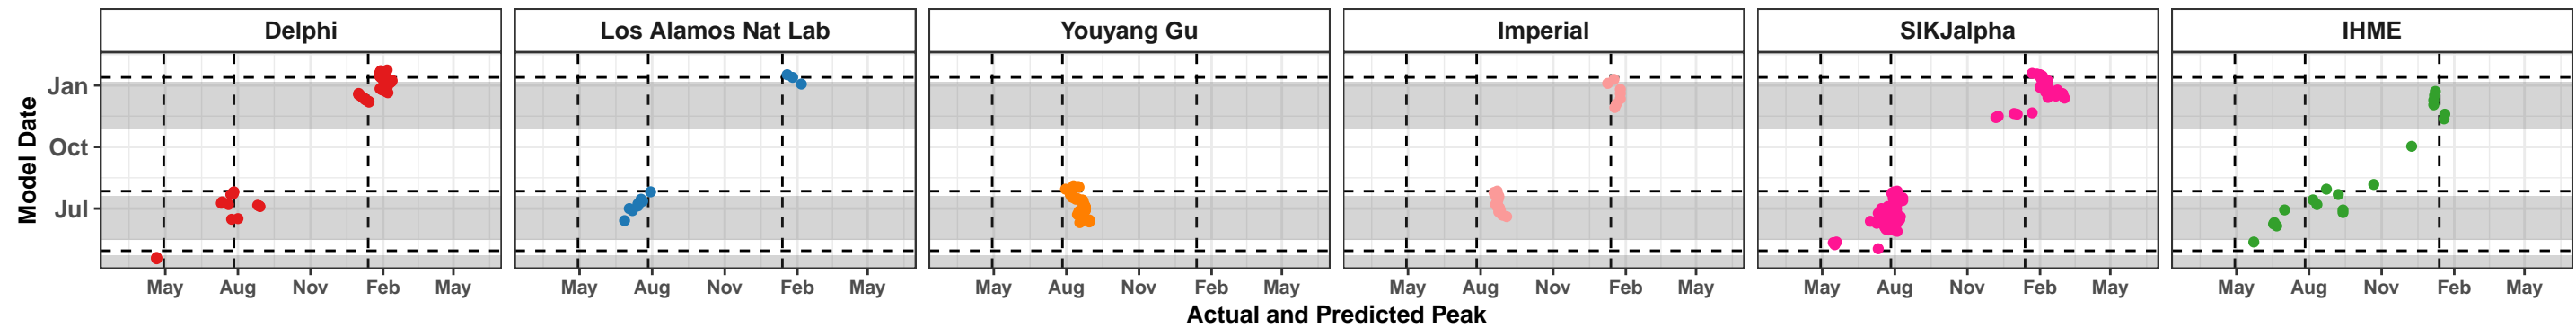 Delphi Los Alamos Nat Lab Youyang Gu Imperial SIKJalpha IHME
Model Date
Jan
Oct
Jul
May Aug Nov Feb May May Aug Nov Feb May May Aug Nov Feb May May Aug Nov Feb May May Aug Nov Feb May May Aug Nov Feb May
Actual and Predicted Peak